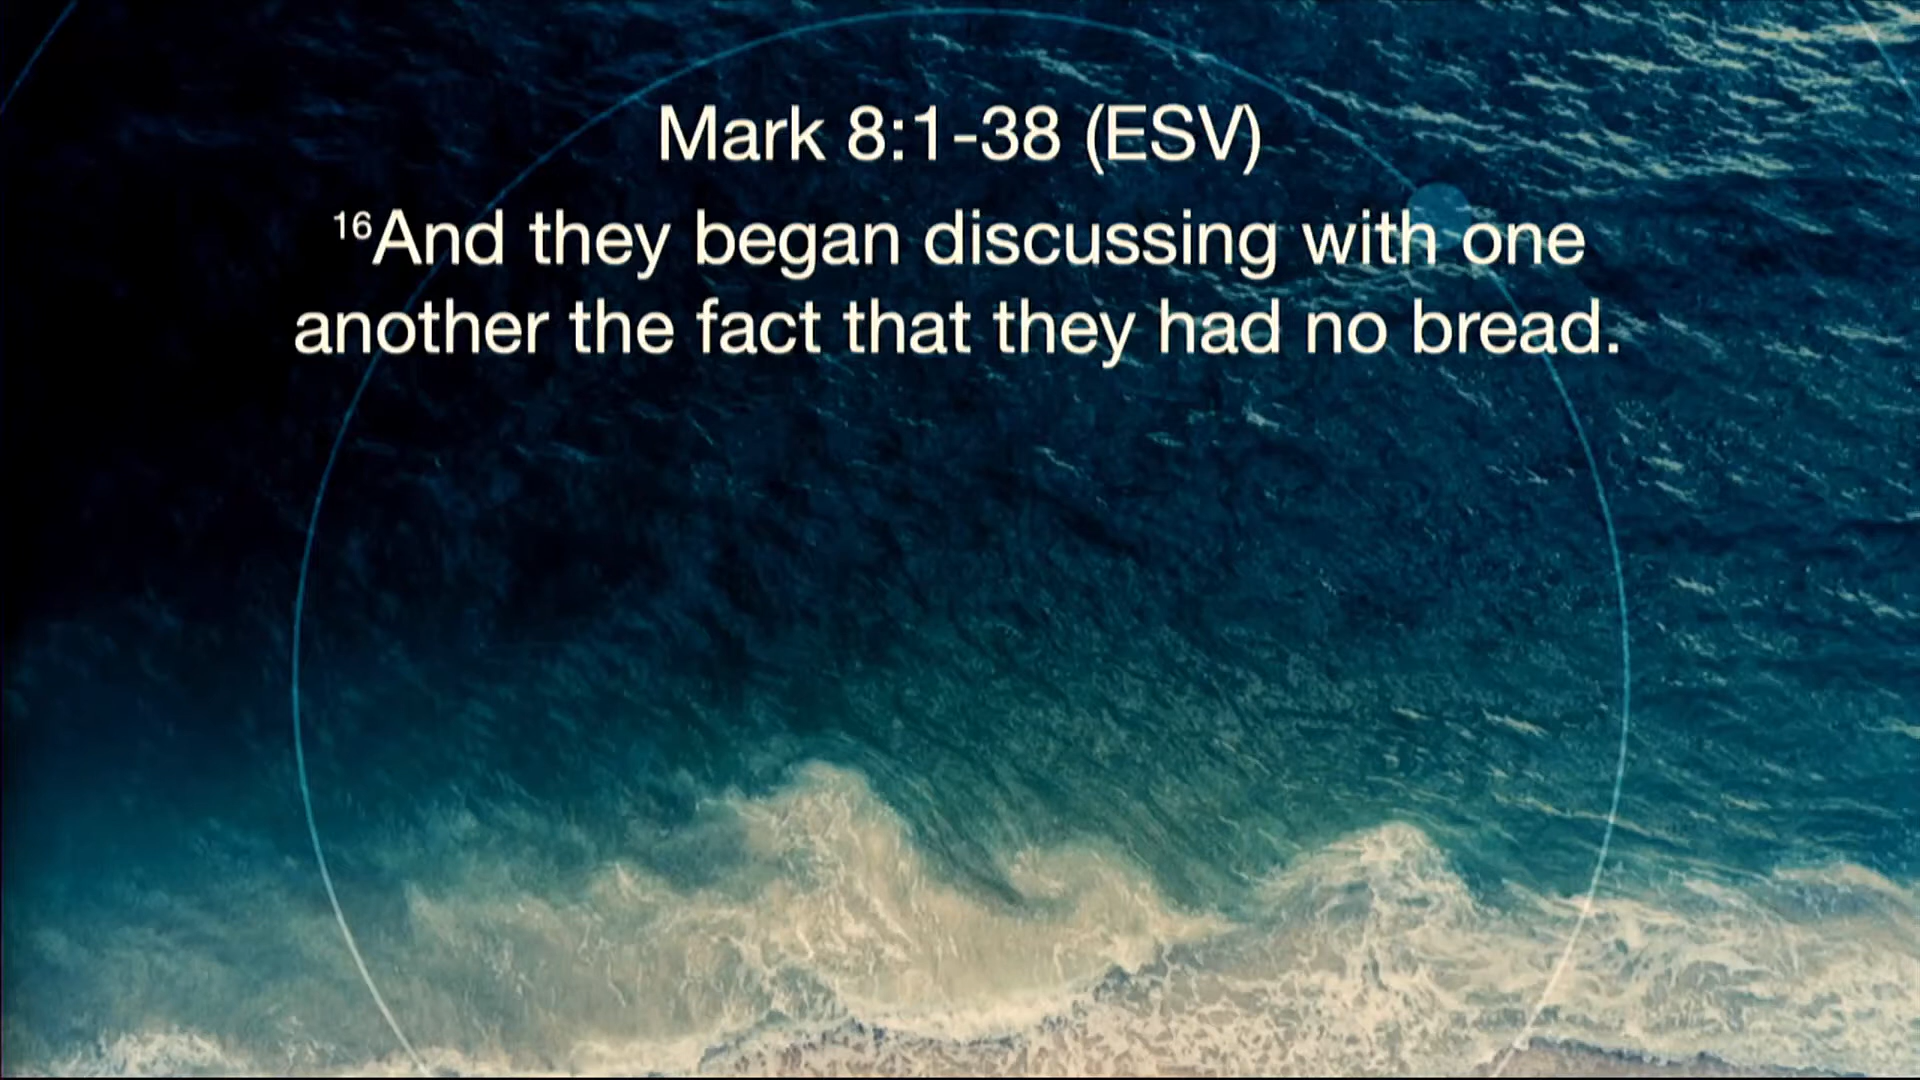 Mark 8:1-38 (ESV)
¹⁶And they began discussing with one
another the fact that they had no bread.